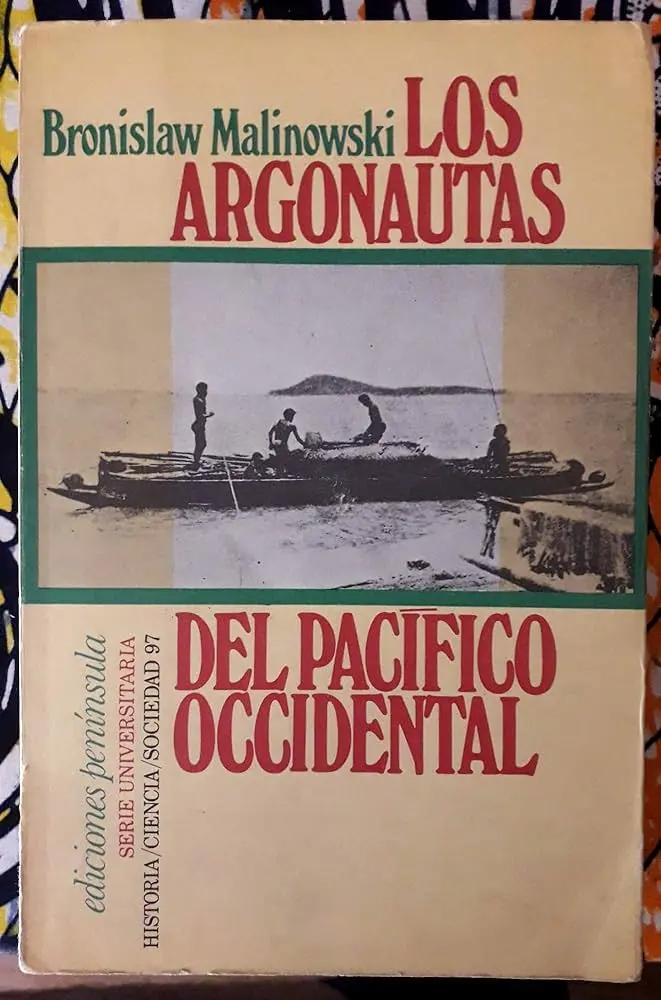 Bronislaw Malinowski LOS
ARGONAUTAS
DEL PACÍFICO
OCCIDENTAL
ediciones península
SERIE UNIVERSITARIA
HISTORIA/CIENCIA/SOCIEDAD 97